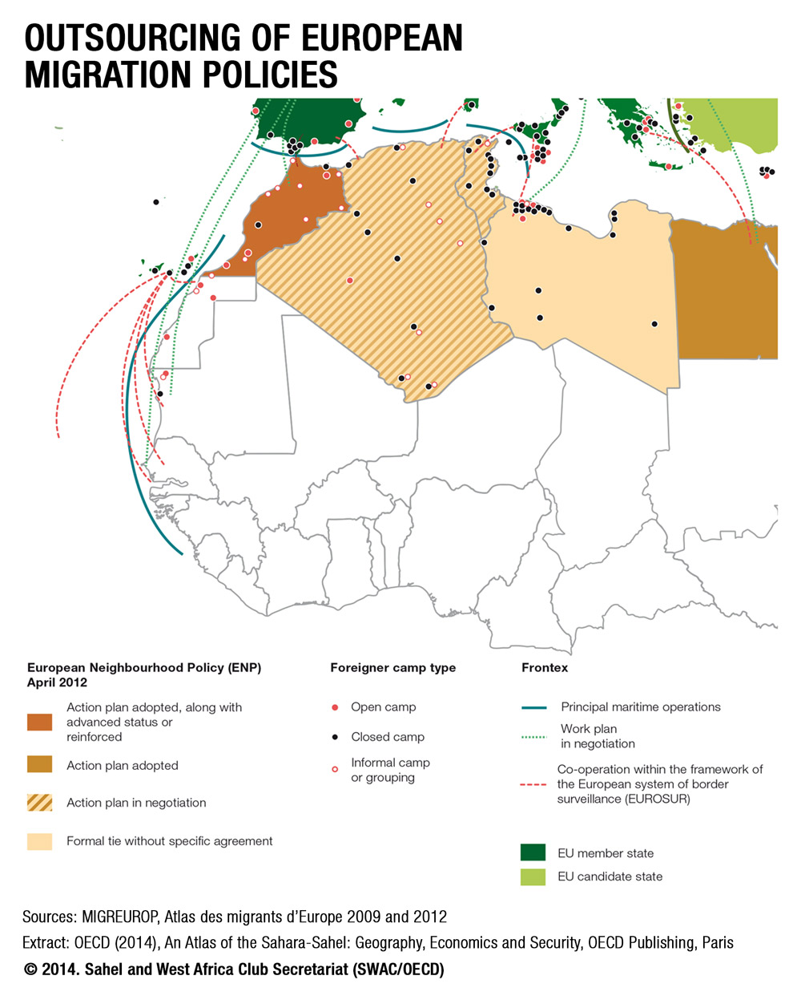 OUTSOURCING OF EUROPEAN
MIGRATION POLICIES
European Neighbourhood Policy (ENP)
April 2012
Action plan adopted, along with
advanced status or
reinforced
Action plan adopted
Action plan in negotiation
Formal tie without specific agreement
Foreigner camp type
Open camp
Closed camp
Informal camp
or grouping
Frontex
Principal maritime operations
Work plan
in negotiation
Co-operation within the framework of
the European system of border
surveillance (EUROSUR)
EU member state
EU candidate state
Sources: MIGREUROP, Atlas des migrants d’Europe 2009 and 2012
Extract: OECD (2014), An Atlas of the Sahara-Sahel: Geography, Economics and Security, OECD Publishing, Paris
© 2014. Sahel and West Africa Club Secretariat (SWAC/OECD)